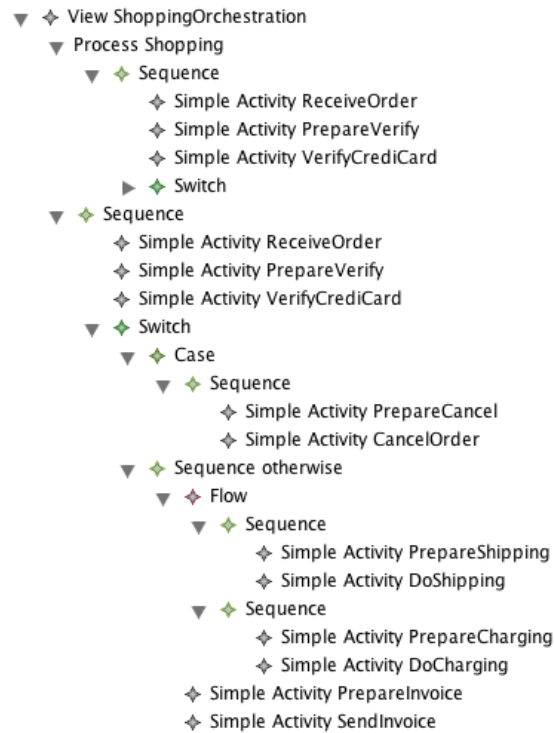 View ShoppingOrchestration
Process Shopping
Sequence
Simple Activity ReceiveOrder
Simple Activity PrepareVerify
Simple Activity VerifyCrediCard
Switch
Sequence
Simple Activity ReceiveOrder
Simple Activity PrepareVerify
Simple Activity VerifyCrediCard
Switch
Case
Sequence
Simple Activity PrepareCancel
Simple Activity CancelOrder
Sequence otherwise
Flow
Sequence
Simple Activity PrepareShipping
Simple Activity DoShipping
Sequence
Simple Activity PrepareCharging
Simple Activity DoCharging
Simple Activity PrepareInvoice
Simple Activity SendInvoice